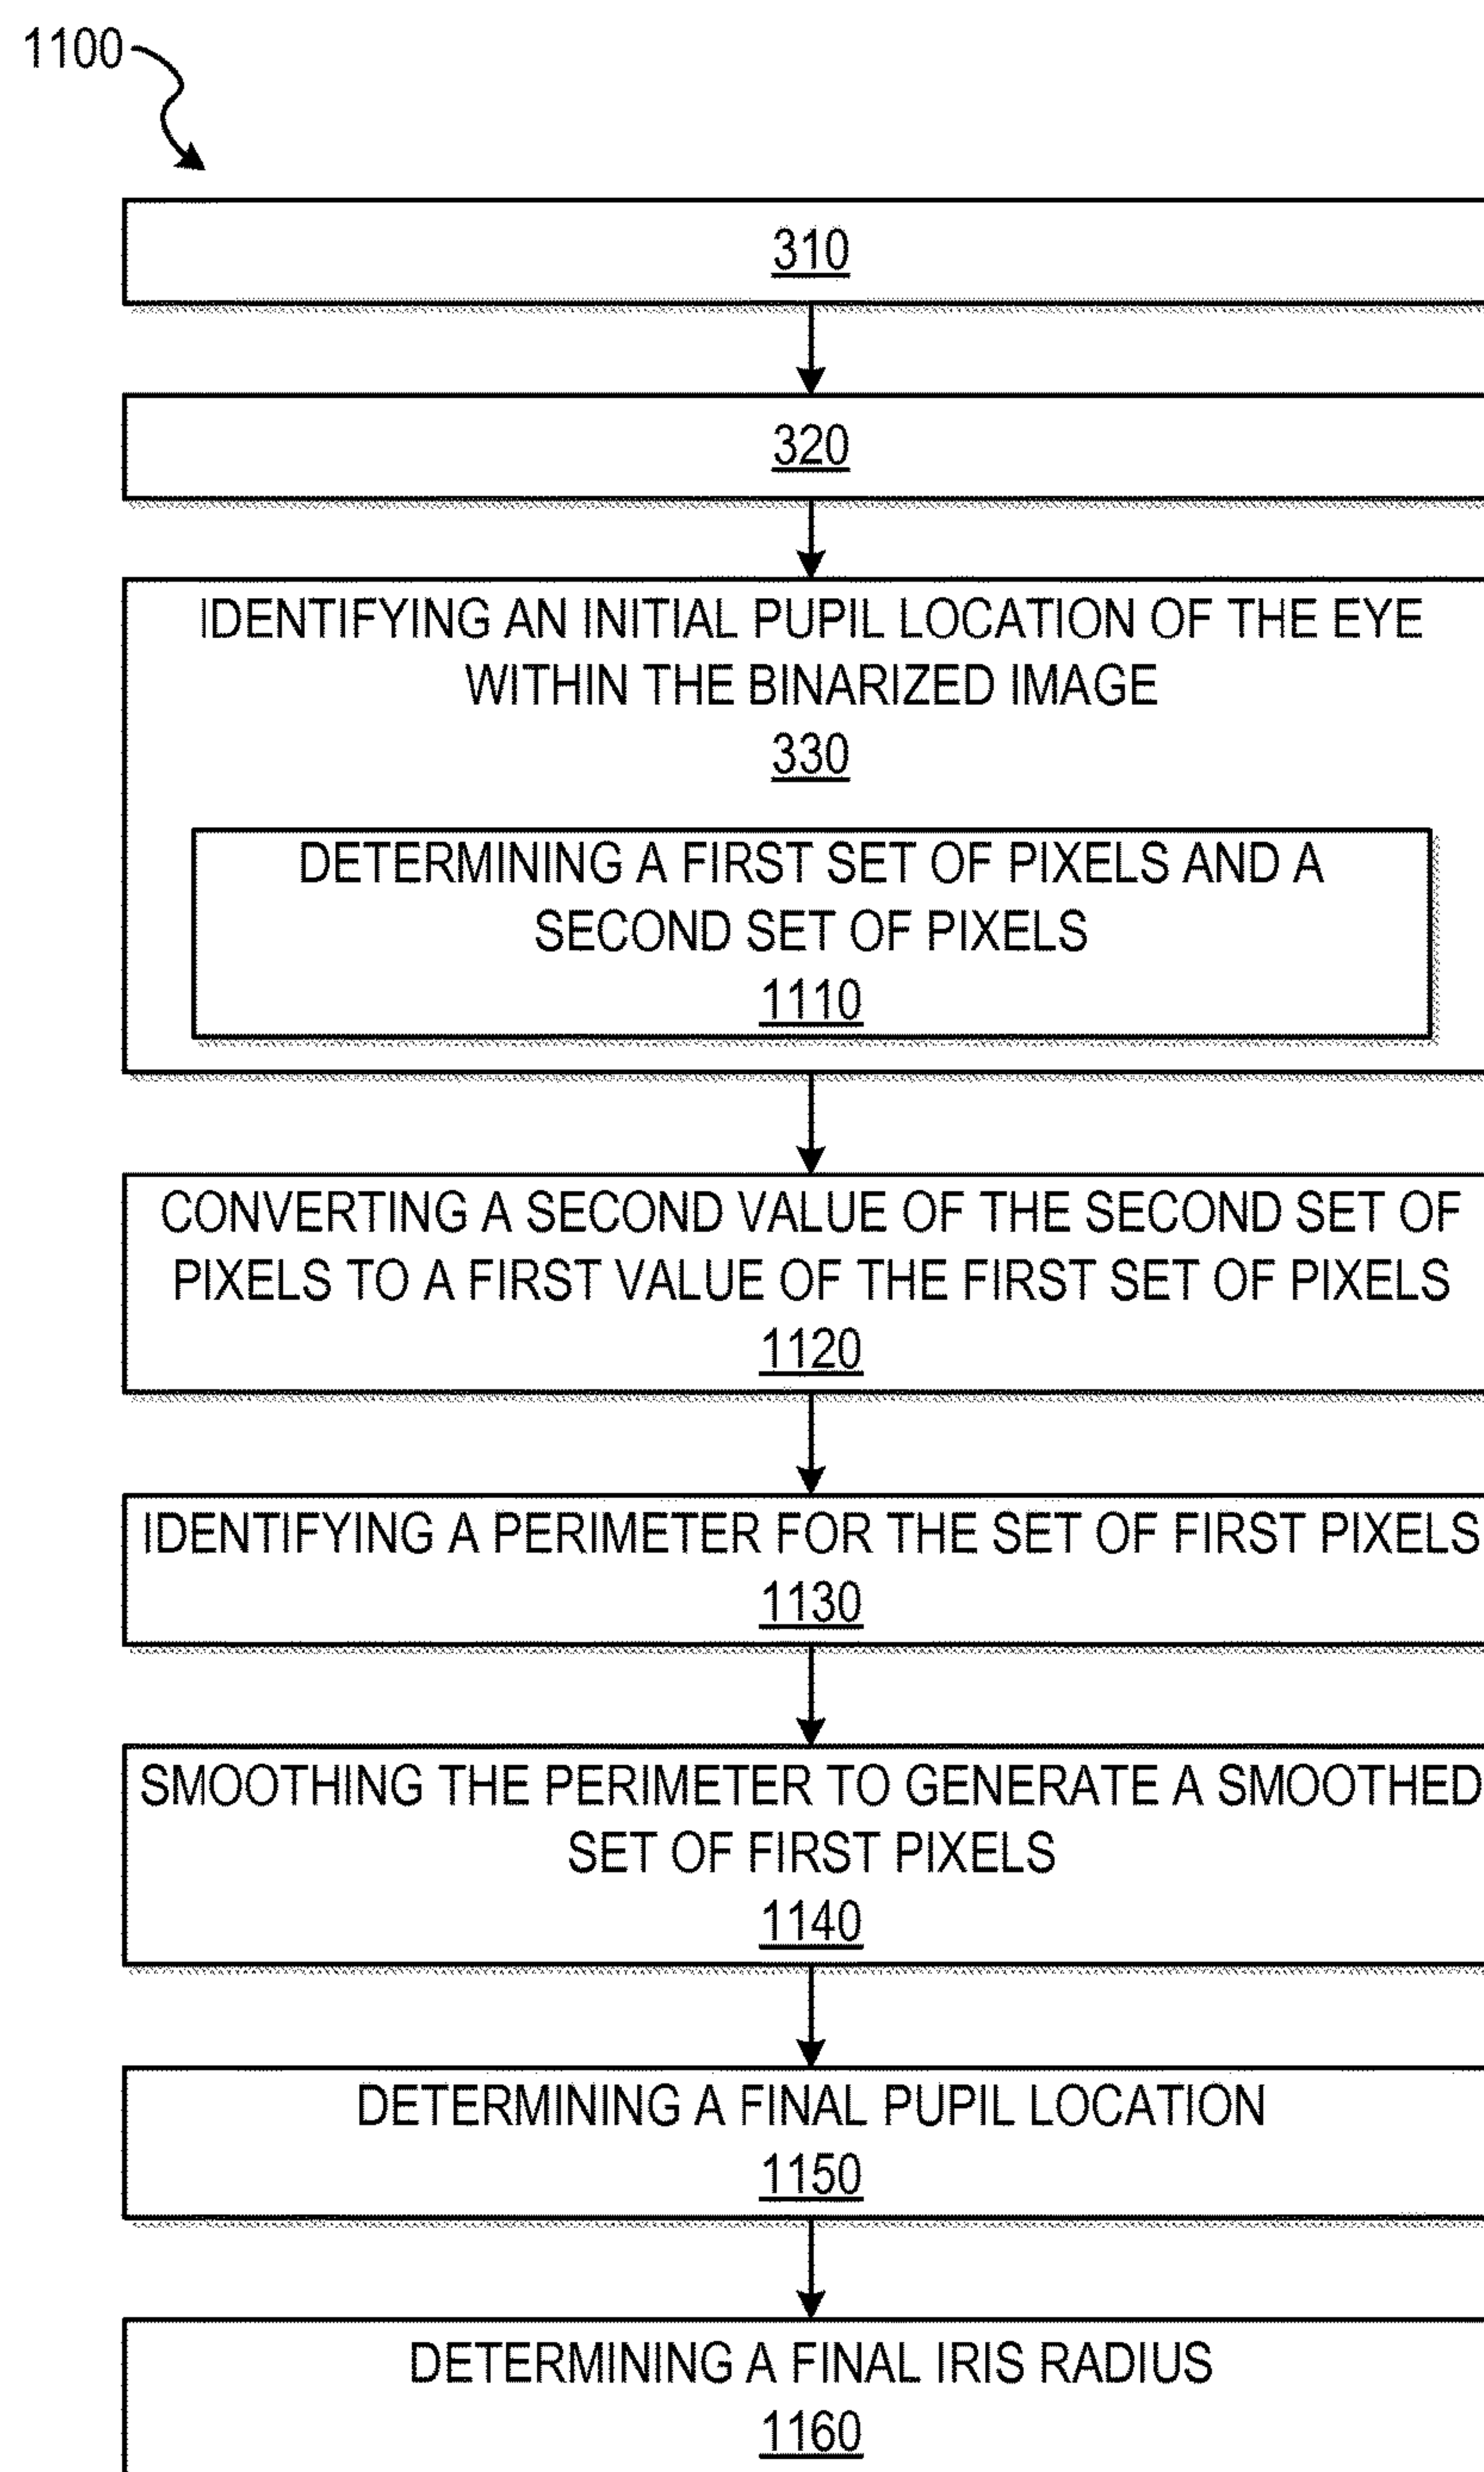 1100
310
320
IDENTIFYING AN INITIAL PUPIL LOCATION OF THE EYE
WITHIN THE BINARIZED IMAGE
330
DETERMINING A FIRST SET OF PIXELS AND A
SECOND SET OF PIXELS
1110
CONVERTING A SECOND VALUE OF THE SECOND SET OF
PIXELS TO A FIRST VALUE OF THE FIRST SET OF PIXELS
1120
IDENTIFYING A PERIMETER FOR THE SET OF FIRST PIXELS
1130
SMOOTHING THE PERIMETER TO GENERATE A SMOOTHED
SET OF FIRST PIXELS
1140
DETERMINING A FINAL PUPIL LOCATION
1150
DETERMINING A FINAL IRIS RADIUS
1160